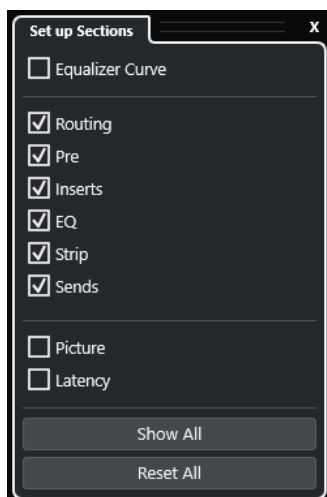 Set up Sections
X
Equalizer Curve
Routing
Pre
Inserts
EQ
Strip
Sends
Picture
Latency
Show All
Reset All